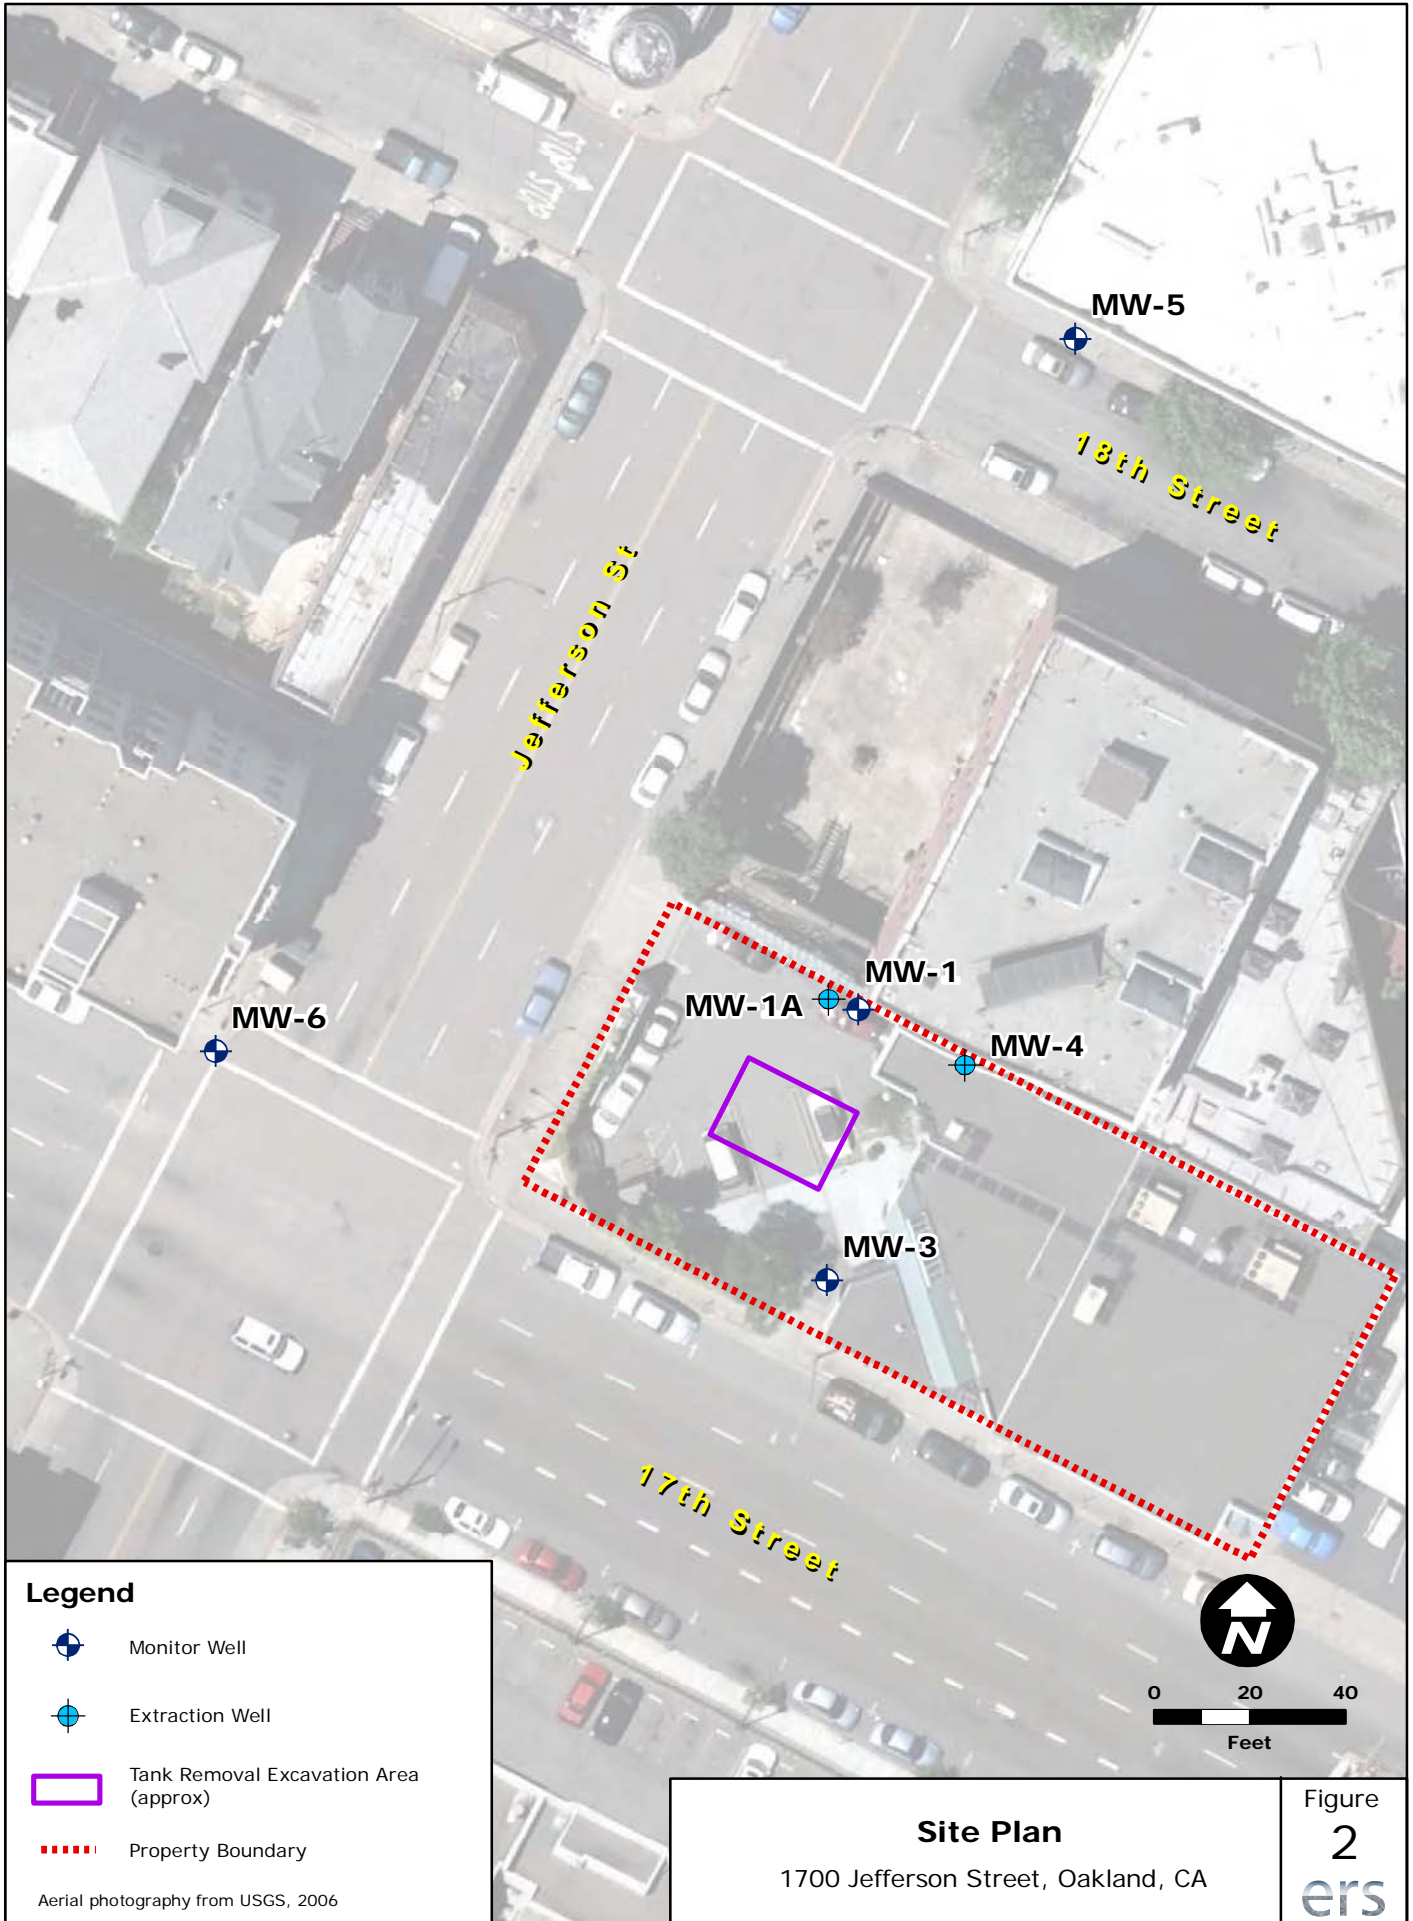 STOP
STOP
MW-5
18th Street
Jefferson St
MW-1
MW-1A
MW-6
MW-4
MW-3
17th Street
Legend
Monitor Well
Extraction Well
Tank Removal Excavation Area
(approx)
Property Boundary
Aerial photography from USGS, 2006
N
0 20 40
Feet
Site Plan
1700 Jefferson Street, Oakland, CA
Figure
2
ers